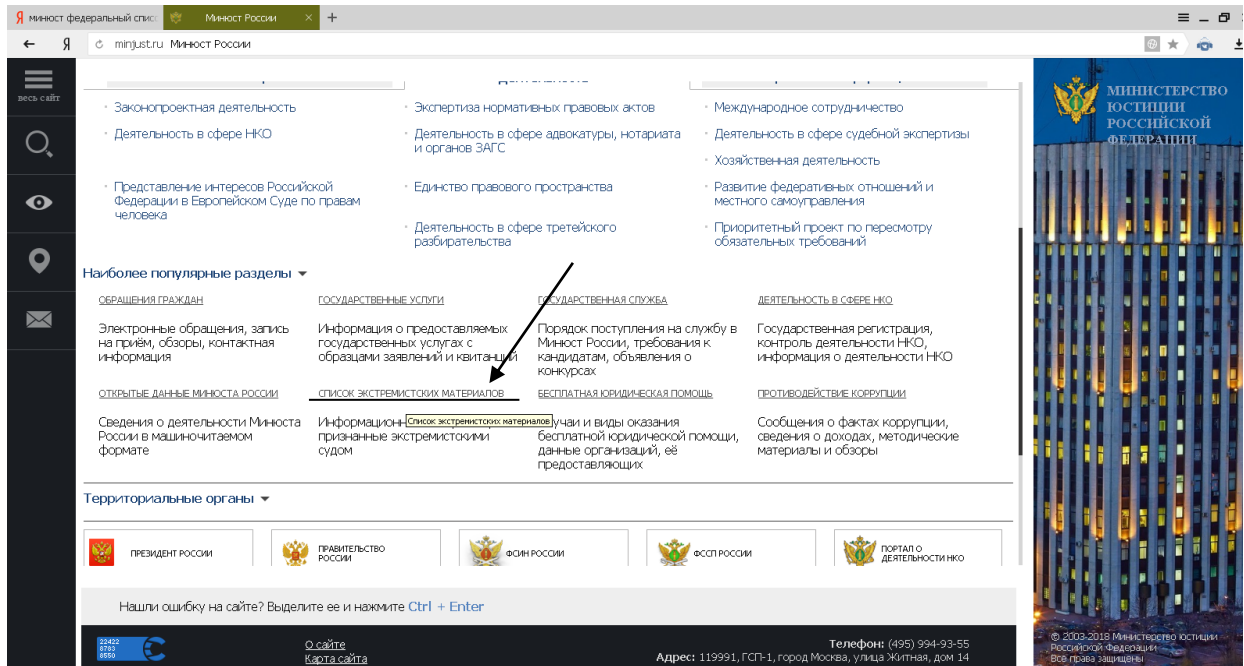 минюст федеральный спис
Минюст России
minjust.ru Минюст России
весь сайт
Законопроектная деятельность
Деятельность в сфере НКО
Представление интересов Российской
Федерации в Европейском Суде по правам
человека
Экспертиза нормативных правовых актов
Деятельность в сфере адвокатуры, нотариата
и органов ЗАГС
Единство правового пространства
Деятельность в сфере третейского
разбирательства
Международное сотрудничество
Деятельность в сфере судебной экспертизы
Хозяйственная деятельность
Развитие федеративных отношений и
местного самоуправления
Приоритетный проект по пересмотру
обязательных требований
Наиболее популярные разделы
ОБРАЩЕНИЯ ГРАЖДАН
Электронные обращения, запись
на приём, обзоры, контактная
информация
ГОСУДАРСТВЕННЫЕ УСЛУГИ
Информация о предоставляемых
государственных услугах с
образцами заявлений и квитанций
ГОСУДАРСТВЕННАЯ СЛУЖБА
Порядок поступления на службу в
Минюст России, требования к
кандидатам, объявления о
конкурсах
ДЕЯТЕЛЬНОСТЬ В СФЕРЕ НКО
Государственная регистрация,
контроль деятельности НКО,
информация о деятельности НКО
ОТКРЫТЫЕ ДАННЫЕ МИНЮСТА РОССИИ
Сведения о деятельности Минюста
России в машиночитаемом
формате
СПИСОК ЭКСТРЕМИСТСКИХ МАТЕРИАЛОВ
Список экстремистских материалов
признанные экстремистскими
судом
БЕСПЛАТНАЯ ЮРИДИЧЕСКАЯ ПОМОЩЬ
и виды оказания
бесплатной юридической помощи,
данные организаций, её
предоставляющих
ПРОТИВОДЕЙСТВИЕ КОРРУПЦИИ
Сообщения о фактах коррупции,
сведения о доходах, методические
материалы и обзоры
Территориальные органы
ПРЕЗИДЕНТ РОССИИ
ПРАВИТЕЛЬСТВО
РОССИИ
ФСИН РОССИИ
ФССП РОССИИ
ПОРТАЛ О
ДЕЯТЕЛЬНОСТИ НКО
Нашли ошибку на сайте? Выделите ее и нажмите Ctrl + Enter
22422
8783
8550
О сайте
Карта сайта
Телефон: (495) 994-93-55
Адрес: 119991, ГСП-1, город Москва, улица Житная, дом 14
МИНИСТЕРСТВО
ЮСТИЦИИ
РОССИЙСКОЙ
ФЕДЕРАЦИИ
© 2003-2018 Министерство юстиции
Российской Федерации
Все права защищены